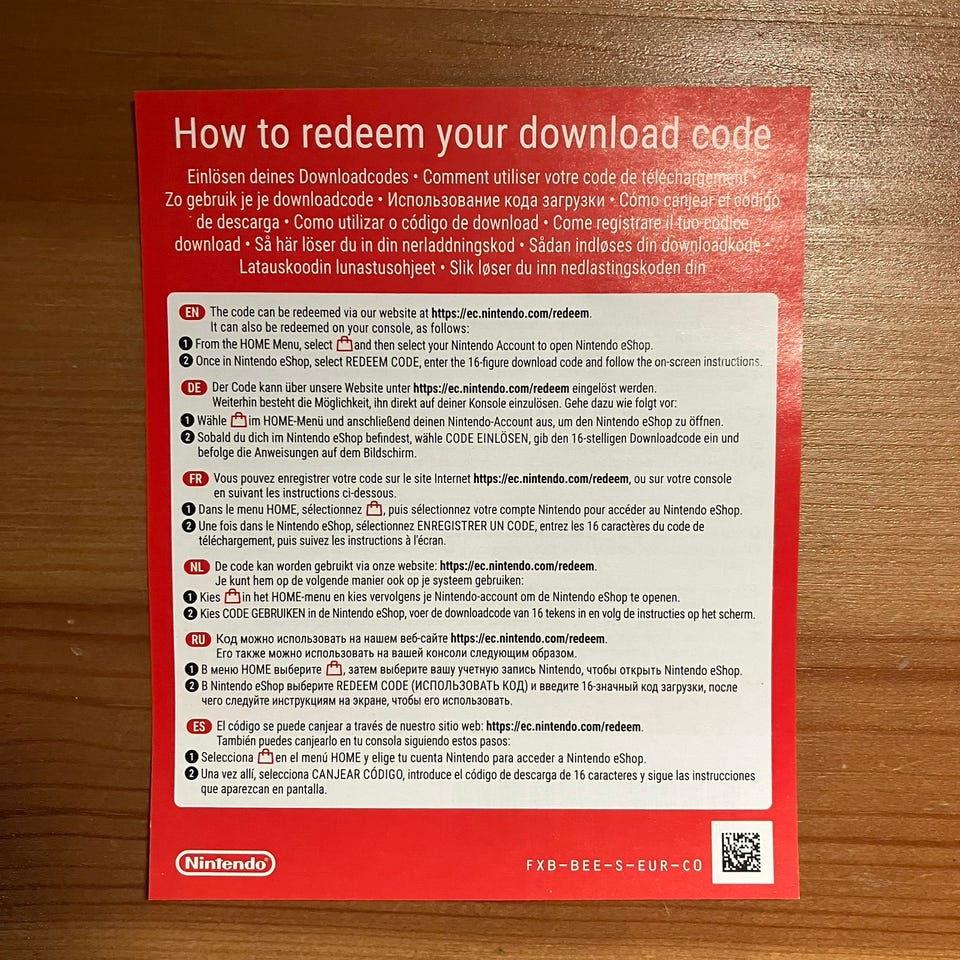 How to redeem your download code
Einlösen deines Downloadcodes • Comment utiliser votre code de téléchargement •
Zo gebruik je je downloadcode • Использование кода загрузки • Cómo canjear el código
de descarga • Como utilizar o código de download • Come registrare il tuo codice
download • Så här löser du in din nerladdningskod • Sådan indløses din downloadkode •
Latauskoodin lunastusohjeet • Slik løser du inn nedlastingskoden din
EN The code can be redeemed via our website at https://ec.nintendo.com/redeem.
It can also be redeemed on your console, as follows:
1 From the HOME Menu, select and then select your Nintendo Account to open Nintendo eShop.
2 Once in Nintendo eShop, select REDEEM CODE, enter the 16-figure download code and follow the on-screen instructions.
DE Der Code kann über unsere Website unter https://ec.nintendo.com/redeem eingelöst werden.
Weiterhin besteht die Möglichkeit, ihn direkt auf deiner Konsole einzulösen. Gehe dazu wie folgt vor:
1 Wähle im HOME-Menü und anschließend deinen Nintendo-Account aus, um den Nintendo eShop zu öffnen.
2 Sobald du dich im Nintendo eShop befindest, wähle CODE EINLÖSEN, gib den 16-stelligen Downloadcode ein und
befolge die Anweisungen auf dem Bildschirm.
FR Vous pouvez enregistrer votre code sur le site Internet https://ec.nintendo.com/redeem, ou sur votre console
en suivant les instructions ci-dessous.
1 Dans le menu HOME, sélectionnez , puis sélectionnez votre compte Nintendo pour accéder au Nintendo eShop.
2 Une fois dans le Nintendo eShop, sélectionnez ENREGISTRER UN CODE, entrez les 16 caractères du code de
téléchargement, puis suivez les instructions à l'écran.
NL De code kan worden gebruikt via onze website: https://ec.nintendo.com/redeem.
Je kunt hem op de volgende manier ook op je systeem gebruiken:
1 Kies in het HOME-menu en kies vervolgens je Nintendo-account om de Nintendo eShop te openen.
2 Kies CODE GEBRUIKEN in de Nintendo eShop, voer de downloadcode van 16 tekens in en volg de instructies op het scherm.
RU Код можно использовать на нашем веб-сайте https://ec.nintendo.com/redeem.
Его также можно использовать на вашей консоли следующим образом.
1 В меню HOME выберите , затем выберите вашу учетную запись Nintendo, чтобы открыть Nintendo eShop.
2 В Nintendo eShop выберите REDEEM CODE (ИСПОЛЬЗОВАТЬ КОД) и введите 16-значный код загрузки, после
чего следуйте инструкциям на экране, чтобы его использовать.
ES El código se puede canjear a través de nuestro sitio web: https://ec.nintendo.com/redeem.
También puedes canjearlo en tu consola siguiendo estos pasos:
1 Selecciona en el menú HOME y elige tu cuenta Nintendo para acceder a Nintendo eShop.
2 Una vez allí, selecciona CANJEAR CÓDIGO, introduce el código de descarga de 16 caracteres y sigue las instrucciones
que aparezcan en pantalla.
Nintendo®
FXB-BEE-S-EUR-C0